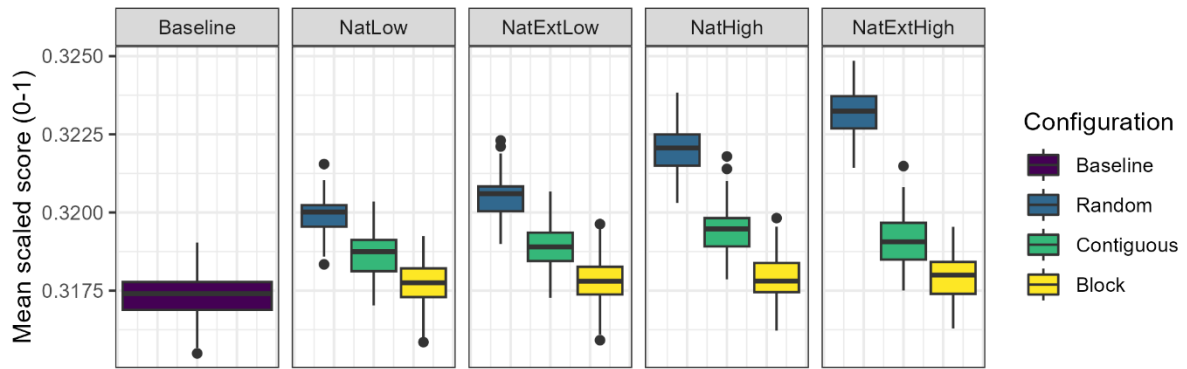 Baseline NatLow NatExtLow NatHigh NatExtHigh
Mean scaled score (0-1)
0.3250
0.3225
0.3200
0.3175
Configuration
Baseline
Random
Contiguous
Block